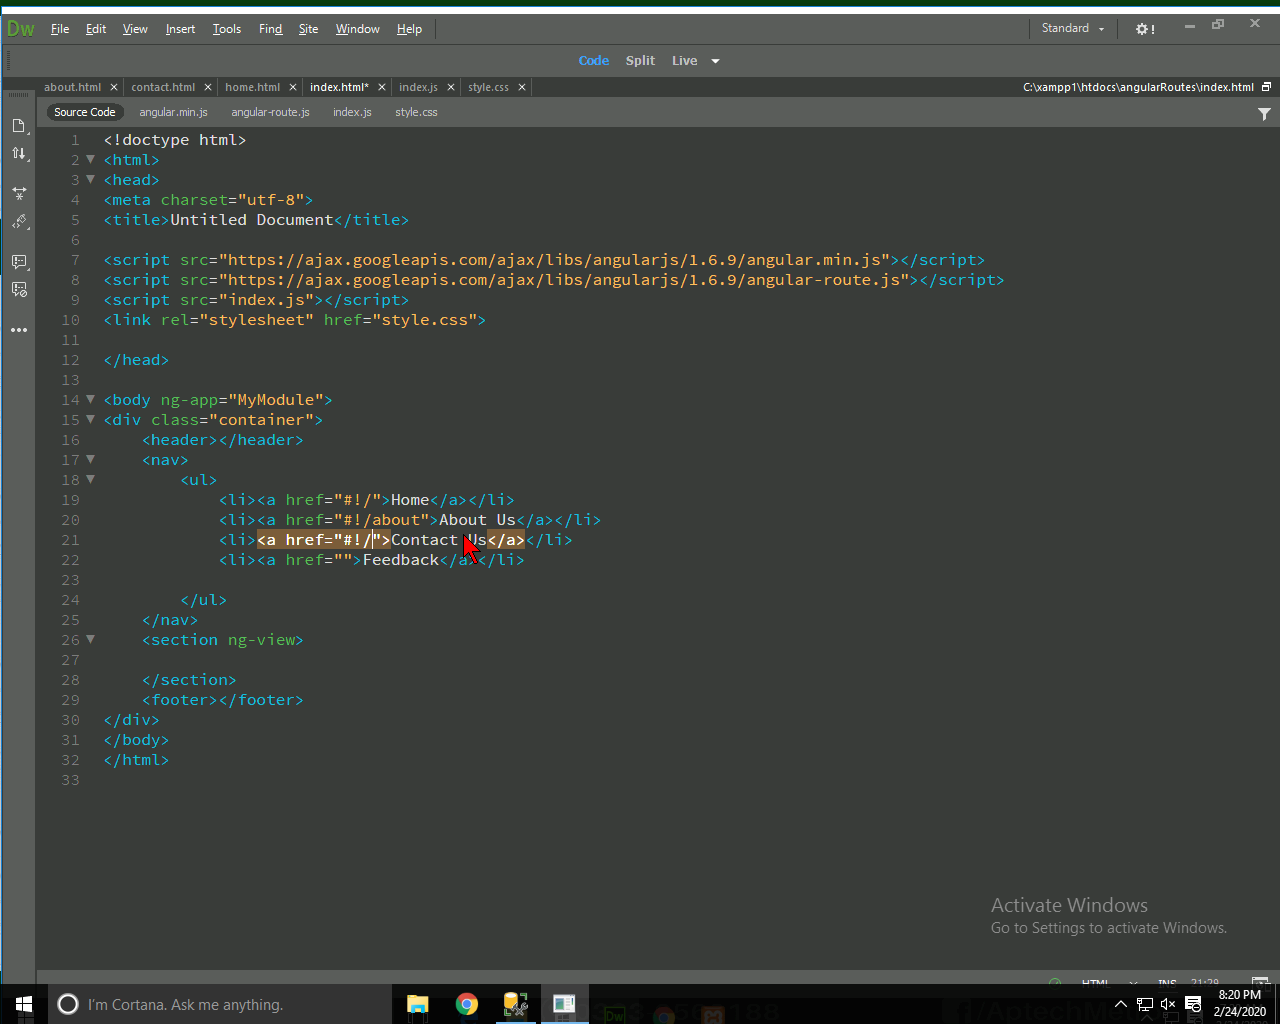 Dw File Edit View Insert Tools Find Site Window Help Standard
Code Split Live
about.html contact.html home.html index.html* index.js style.css C:\xampp1\htdocs\angularRoutes\index.html
Source Code angular.min.js angular-route.js index.js style.css
1 <!doctype html>
2 <html>
3 <head>
4 <meta charset="utf-8">
5 <title>Untitled Document</title>
6
7 <script src="https://ajax.googleapis.com/ajax/libs/angularjs/1.6.9/angular.min.js"></script>
8 <script src="https://ajax.googleapis.com/ajax/libs/angularjs/1.6.9/angular-route.js"></script>
9 <script src="index.js"></script>
10 <link rel="stylesheet" href="style.css">
11
12 </head>
13
14 <body ng-app="MyModule">
15 <div class="container">
16 <header></header>
17 <nav>
18 <ul>
19 <li><a href="#!/">Home</a></li>
20 <li><a href="#!/about">About Us</a></li>
21 <li><a href="#!/">Contact Us</a></li>
22 <li><a href="">Feedback</a></li>
23
24 </ul>
25 </nav>
26 <section ng-view>
27
28 </section>
29 <footer></footer>
30 </div>
31 </body>
32 </html>
33
Activate Windows
Go to Settings to activate Windows.
HTML INS 21:29
I'm Cortana. Ask me anything.
8:20 PM
2/24/2020